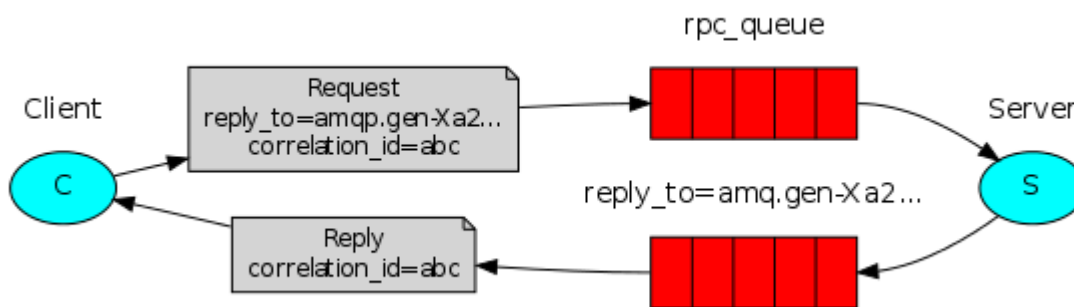 rpc_queue
Client
Request
reply_to=amqp.gen-Xa2...
correlation_id=abc
Server
C
S
reply_to=amq.gen-Xa2...
Reply
correlation_id=abc